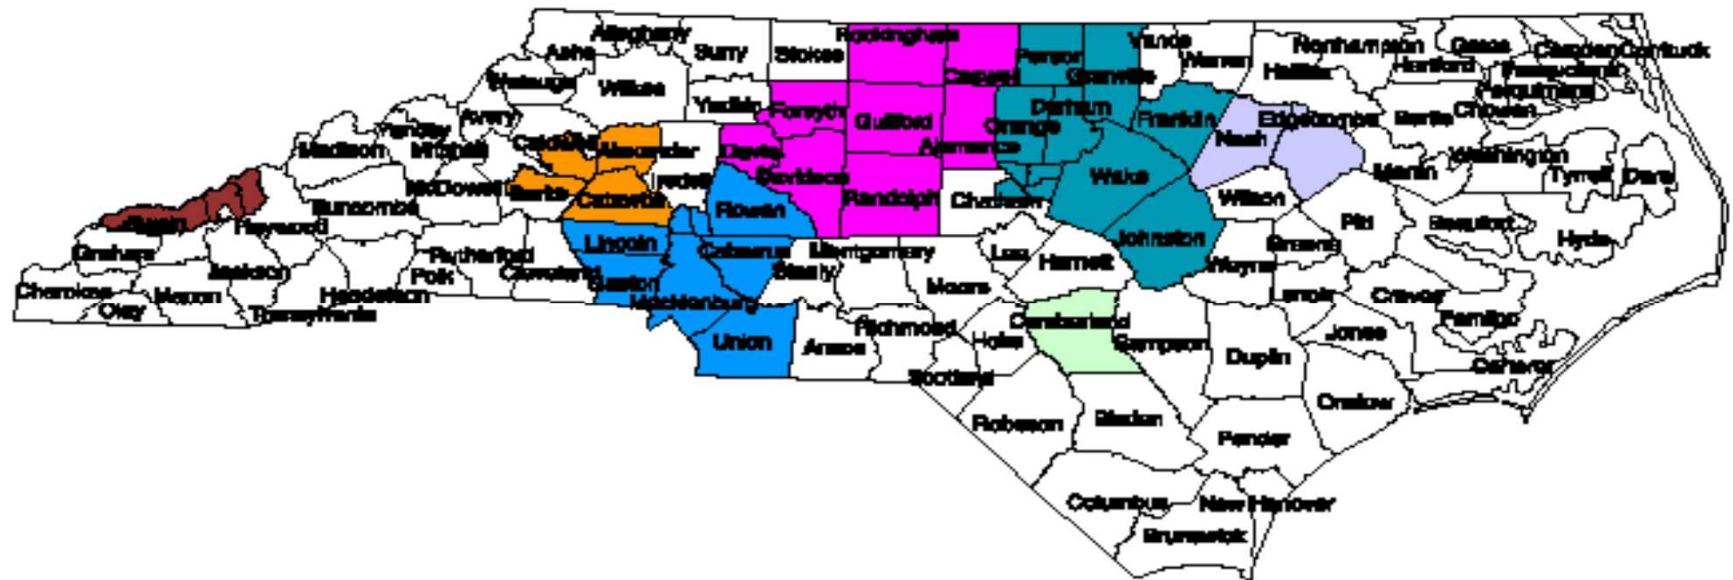 Alleghany
Ashe
Surry
Stokes
Rockingham
Caswell
Person
Granville
Vance
Warren
Northampton
Gates
Camden
Currituck
Halifax
Hertford
Pasquotank
Perquimans
Watauga
Wilkes
Yadkin
Forsyth
Guilford
Alamance
Orange
Durham
Franklin
Nash
Edgecombe
Bertie
Chowan
Avery
Yancey
Mitchell
Madison
Caldwell
Alexander
Davie
Iredell
Davidson
Randolph
Chatham
Wake
Wilson
Martin
Washington
Tyrrell
Dare
McDowell
Burke
Catawba
Rowan
Buncombe
Haywood
Swain
Graham
Jackson
Rutherford
Cleveland
Lincoln
Cabarrus
Montgomery
Stanly
Moore
Lee
Harnett
Johnston
Wayne
Greene
Pitt
Beaufort
Hyde
Cherokee
Clay
Macon
Transylvania
Henderson
Polk
Gaston
Mecklenburg
Union
Anson
Richmond
Scotland
Hoke
Cumberland
Sampson
Duplin
Lenoir
Craven
Pamlico
Jones
Carteret
Onslow
Robeson
Bladen
Pender
Columbus
New Hanover
Brunswick